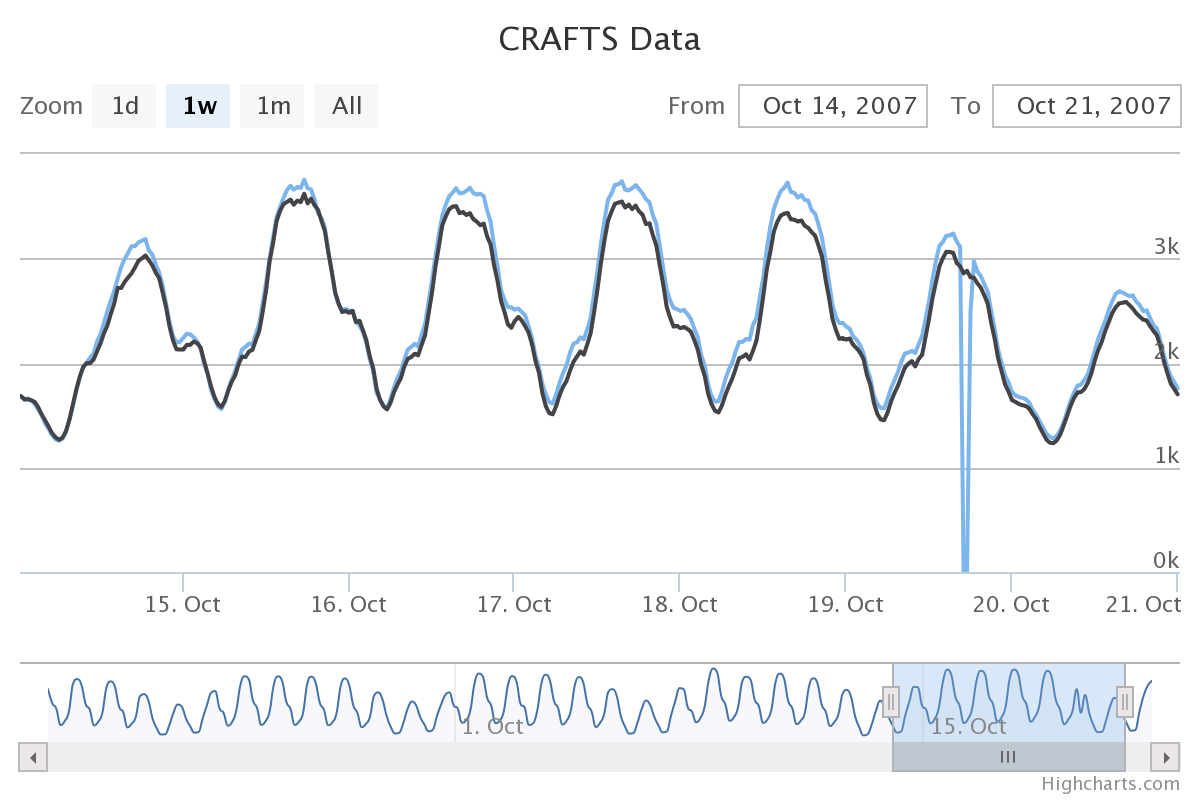 CRAFTS Data
Zoom 1d 1w 1m All From Oct 14, 2007 To Oct 21, 2007
3k
2k
1k
0k
15. Oct 16. Oct 17. Oct 18. Oct 19. Oct 20. Oct 21. Oct
1. Oct 15. Oct
Highcharts.com